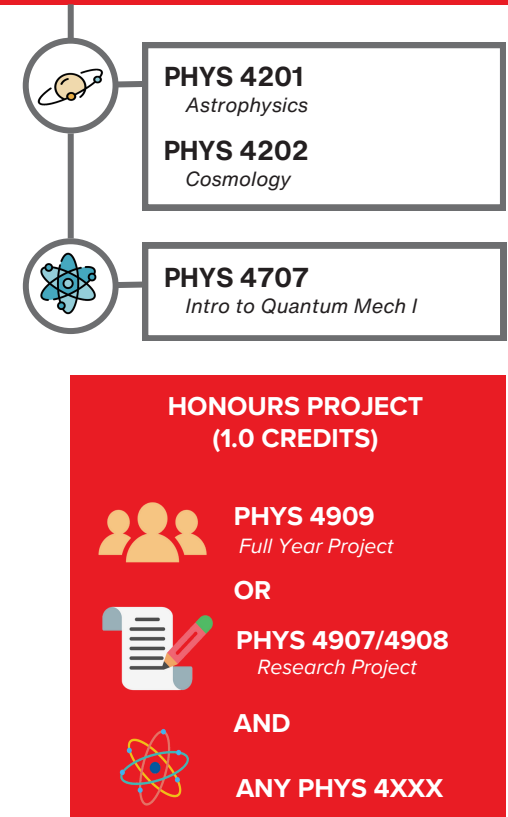 PHYS 4201
Astrophysics
PHYS 4202
Cosmology
PHYS 4707
Intro to Quantum Mech I
HONOURS PROJECT
(1.0 CREDITS)
PHYS 4909
Full Year Project
OR
PHYS 4907/4908
Research Project
AND
ANY PHYS 4XXX